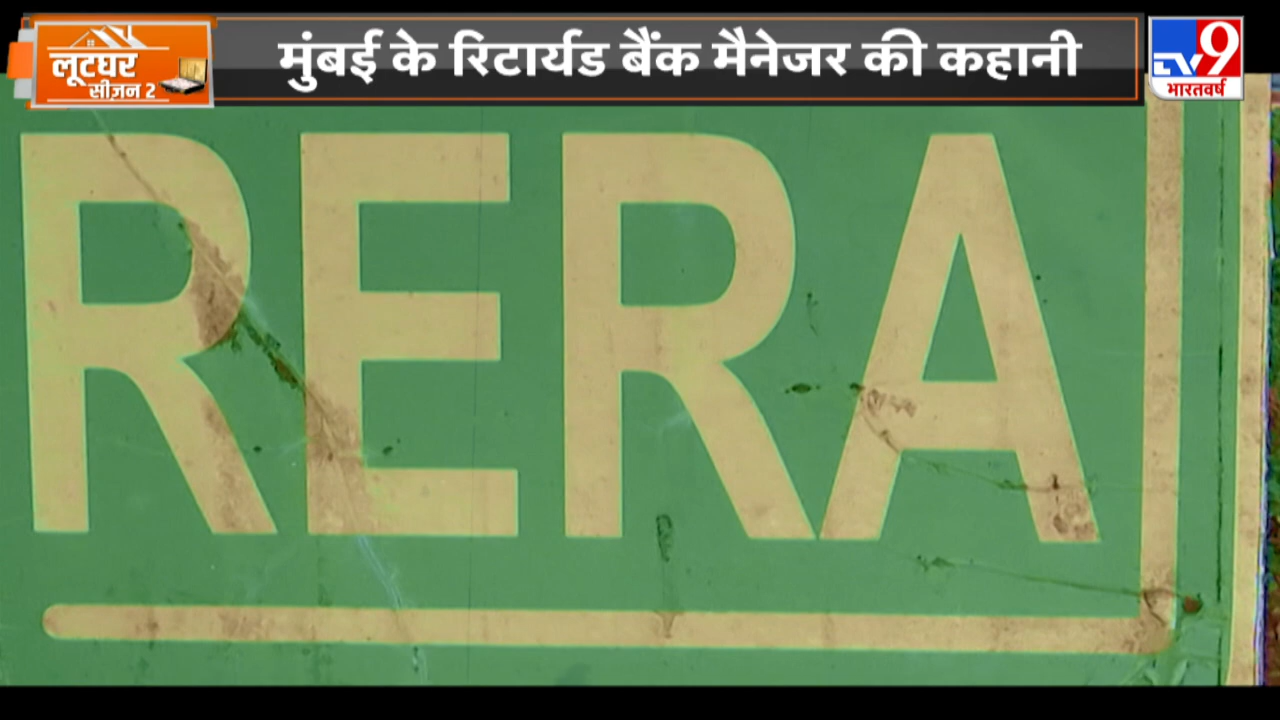 लूटघर
सीज़न 2
मुंबई के रिटार्यड बैंक मैनेजर की कहानी
TV9
भारतवर्ष
RERA